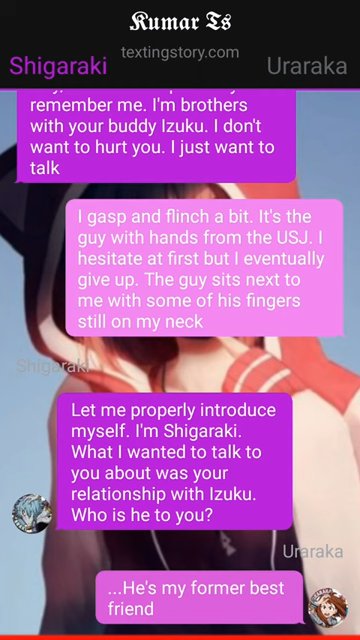 Kumar Ts
textingstory.com
Shigaraki
Uraraka
remember me. I'm brothers
with your buddy Izuku. I don't
want to hurt you. I just want to
talk
I gasp and flinch a bit. It's the
guy with hands from the USJ. I
hesitate at first but I eventually
give up. The guy sits next to
me with some of his fingers
still on my neck
Shigaraki
Let me properly introduce
myself. I'm Shigaraki.
What I wanted to talk to
you about was your
relationship with Izuku.
Who is he to you?
Uraraka
...He's my former best
friend